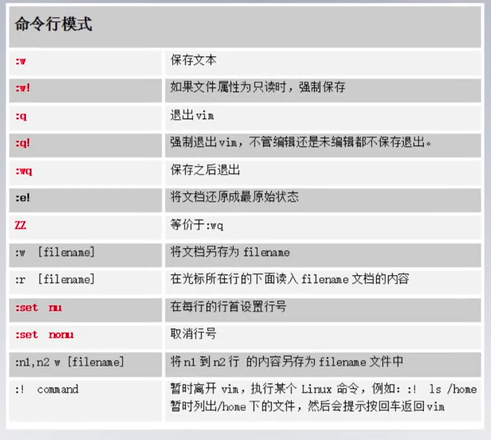 命令行模式
:w 保存文本
:w! 如果文件属性为只读时，强制保存
:q 退出vim
:q! 强制退出vim，不管编辑还是未编辑都不保存退出。
:wq 保存之后退出
:e! 将文档还原成最原始状态
ZZ 等价于:wq
:w [filename] 将文档另存为 filename
:r [filename] 在光标所在行的下面读入 filename 文档的内容
:set nu 在每行的行首设置行号
:set nonu 取消行号
:n1,n2 w [filename] 将 n1 到 n2 行 的内容另存为 filename 文件中
:! command 暂时离开 vim，执行某个 Linux 命令，例如：:! ls /home
暂时列出/home 下的文件，然后会提示按回车返回 vim